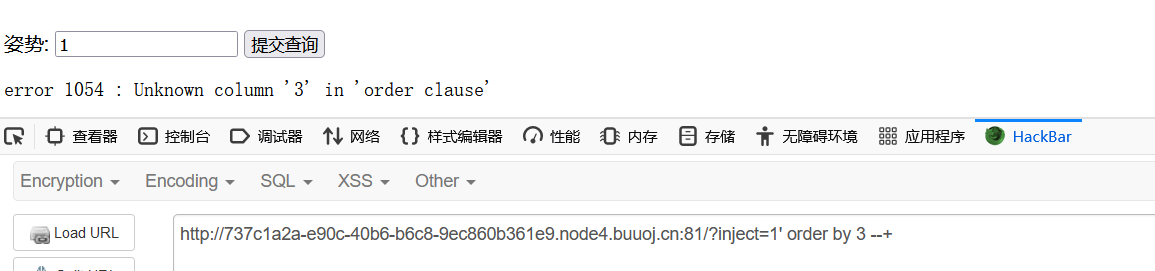 姿势: 1 提交查询
error 1054 : Unknown column '3' in 'order clause'
查看器 控制台 调试器 网络 样式编辑器 性能 内存 存储 无障碍环境 应用程序 HackBar
Encryption Encoding SQL XSS Other
Load URL http://737c1a2a-e90c-40b6-b6c8-9ec860b361e9.node4.buuoj.cn:81/?inject=1' order by 3 --+